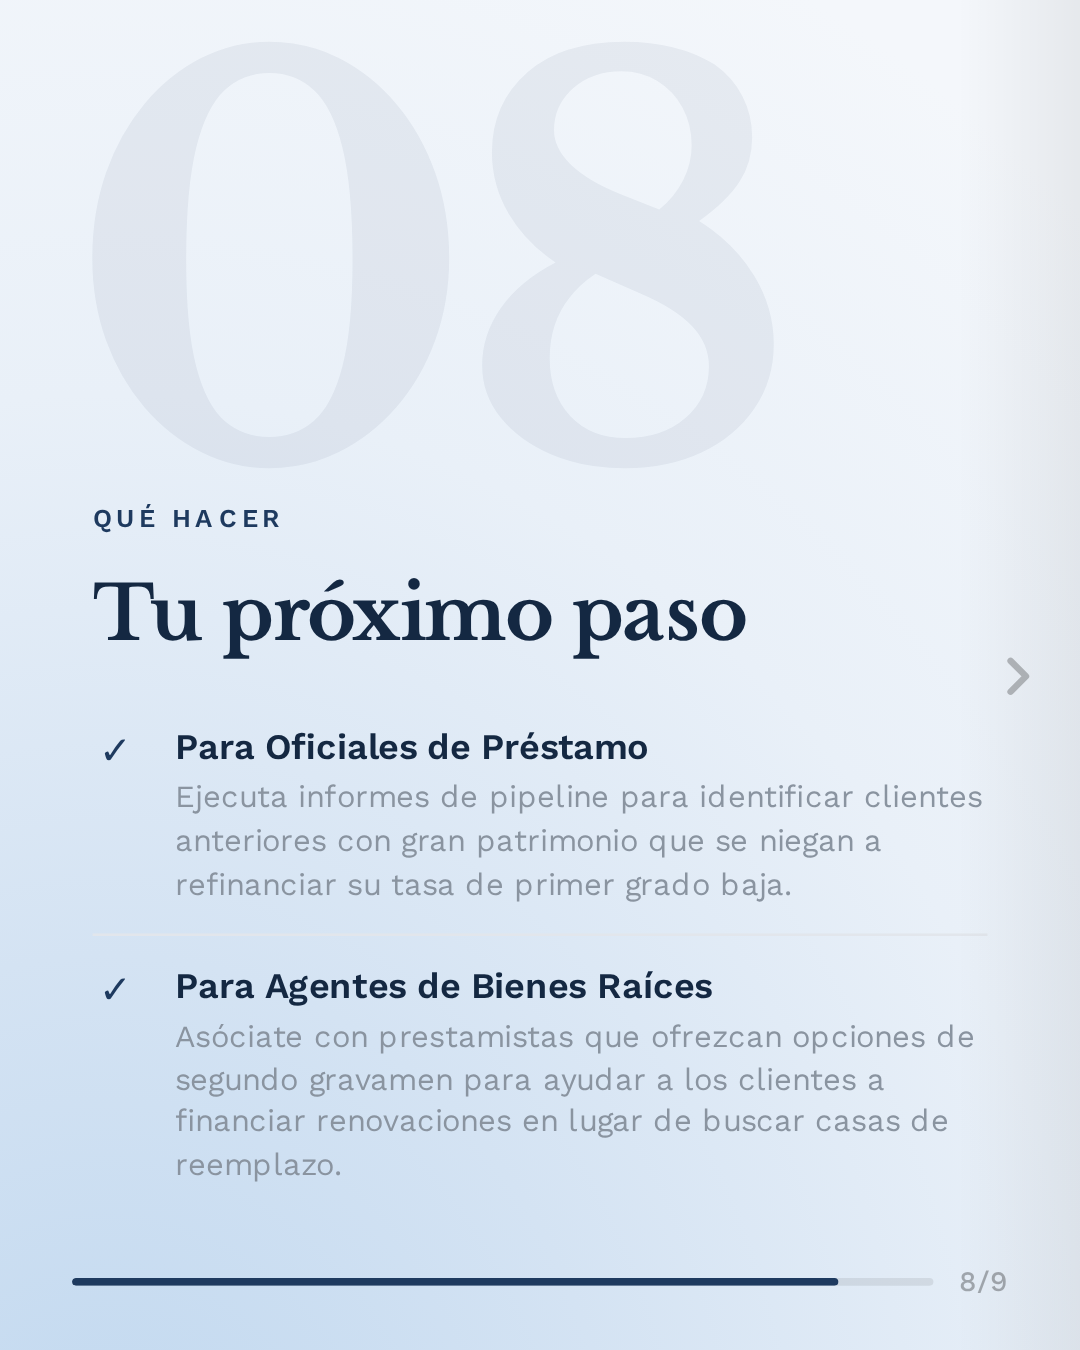 08
QUÉ HACER
Tu próximo paso
✓ Para Oficiales de Préstamo
Ejecuta informes de pipeline para identificar clientes
anteriores con gran patrimonio que se niegan a
refinanciar su tasa de primer grado baja.
✓ Para Agentes de Bienes Raíces
Asóciate con prestamistas que ofrezcan opciones de
segundo gravamen para ayudar a los clientes a
financiar renovaciones en lugar de buscar casas de
reemplazo.
8/9